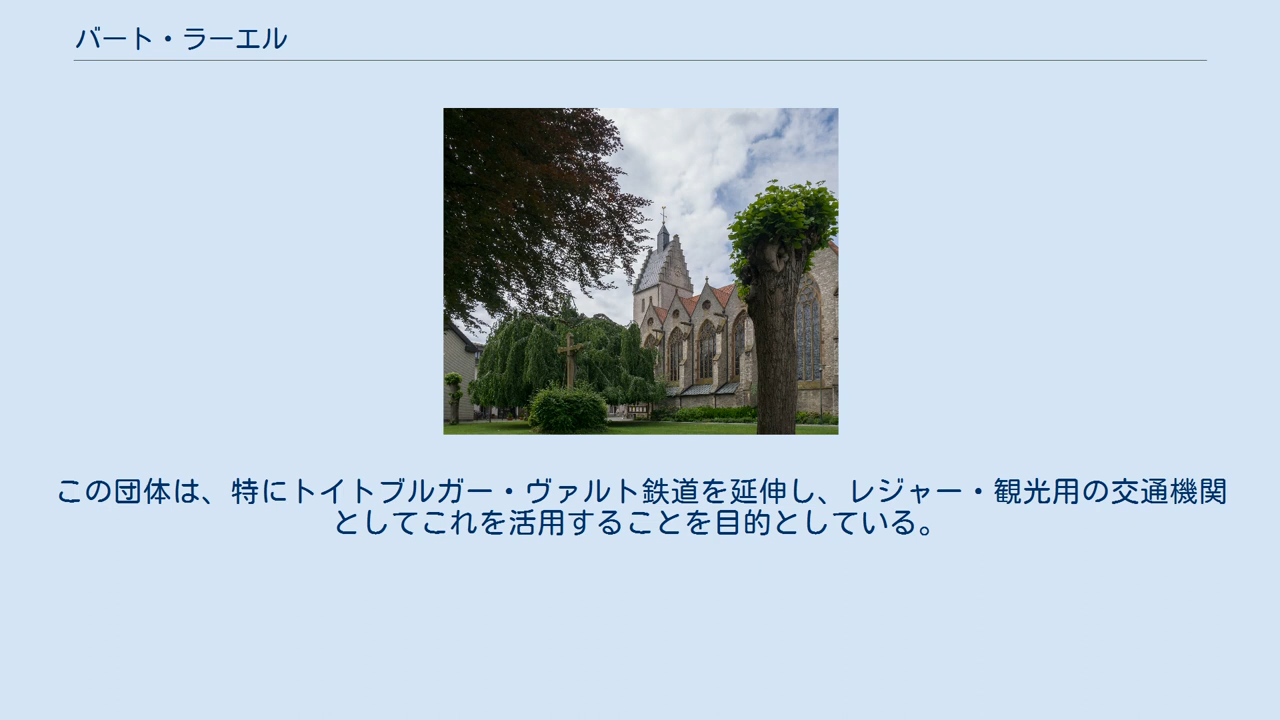 バート・ラーエル
この団体は、特にトイトブルガー・ヴァルト鉄道を延伸し、レジャー・観光用の交通機関
としてこれを活用することを目的としている。